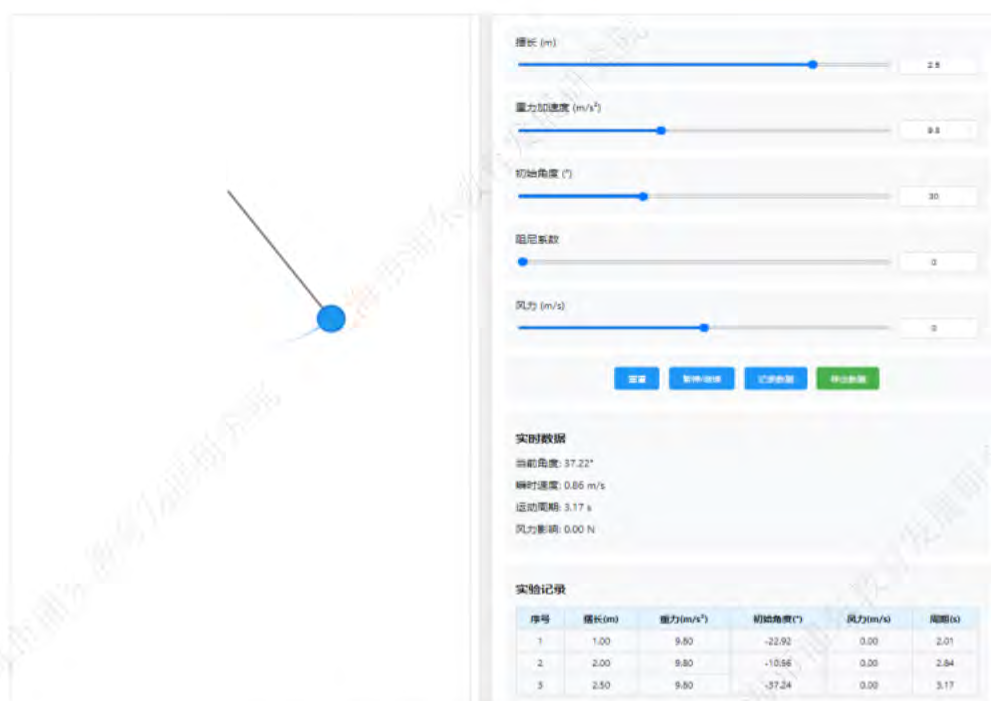 摆长 (m)
2.5
重力加速度 (m/s²)
9.8
初始角度 (°)
30
阻尼系数
0
风力 (m/s)
0
重置 暂停/继续 记录数据 导出数据
实时数据
当前角度: 37.22°
瞬时速度: 0.86 m/s
运动周期: 3.17 s
风力影响: 0.00 N
实验记录
序号 摆长(m) 重力(m/s²) 初始角度(°) 风力(m/s) 周期(s)
1 1.00 9.80 -22.92 0.00 2.01
2 2.00 9.80 -10.56 0.00 2.84
3 2.50 9.80 -37.24 0.00 3.17